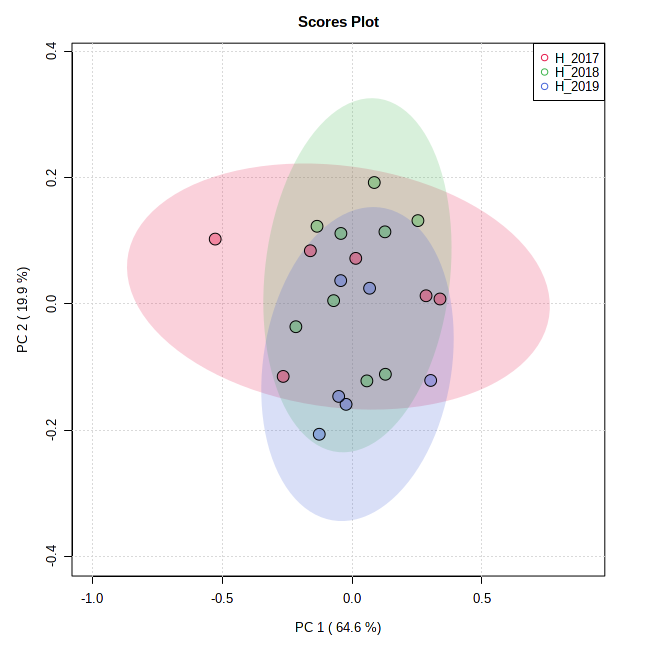 Scores Plot
H_2017
H_2018
H_2019
0.4
0.2
0.0
-0.2
-0.4
PC 2 ( 19.9 %)
-1.0 -0.5 0.0 0.5
PC 1 ( 64.6 %)